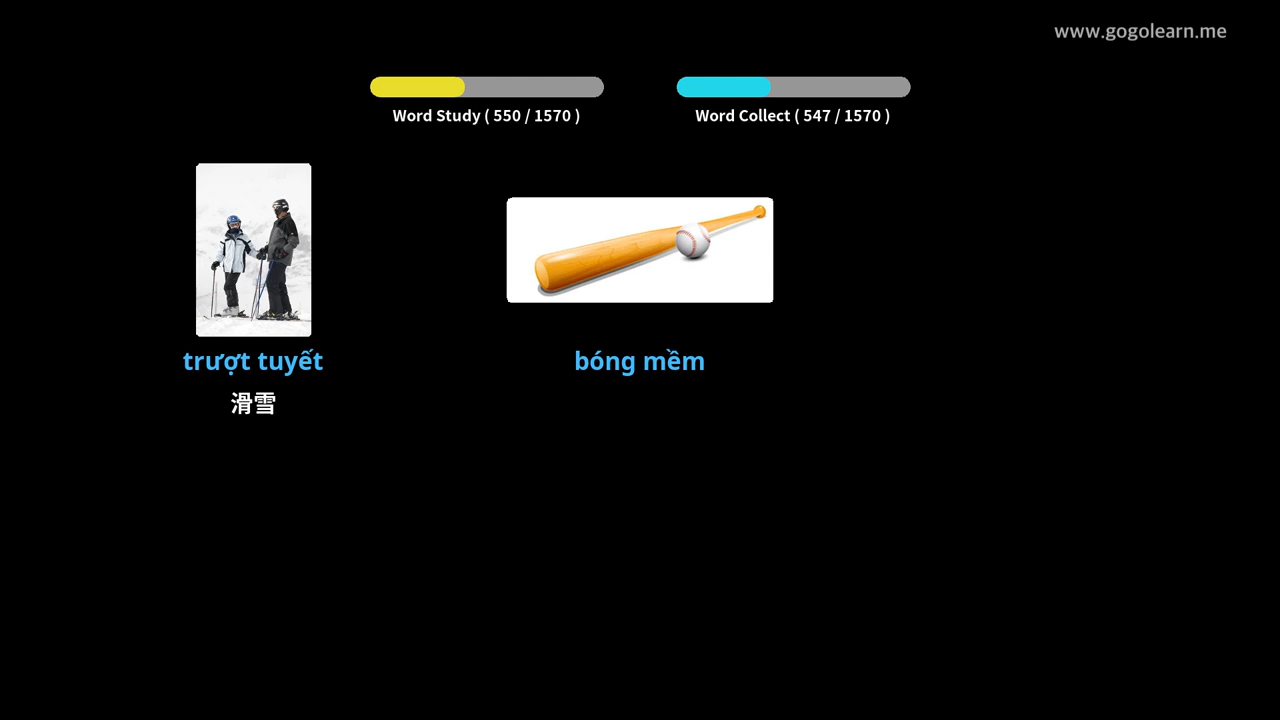 www.gogolearn.me
Word Study ( 550 / 1570 )
Word Collect ( 547 / 1570 )
trượt tuyết
滑雪
bóng mềm